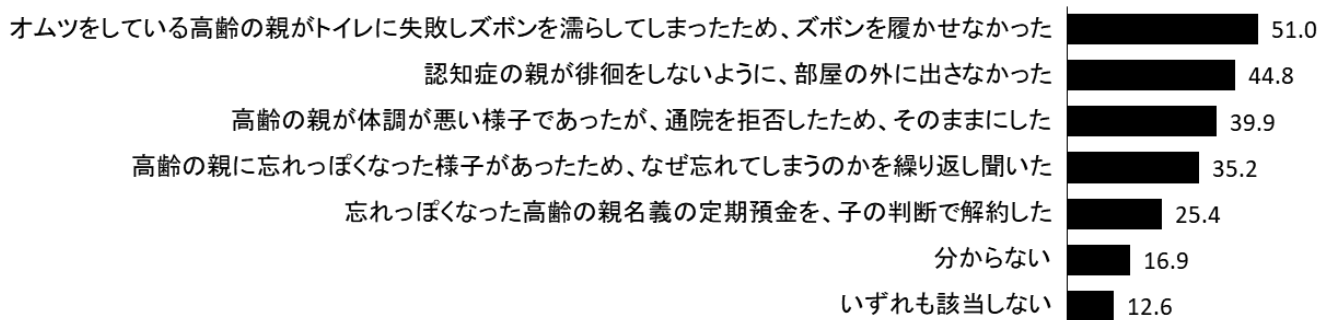 オムツをしている高齢の親がトイレに失敗しズボンを濡らしてしまったため、ズボンを履かせなかった 51.0
認知症の親が徘徊をしないように、部屋の外に出さなかった 44.8
高齢の親が体調が悪い様子であったが、通院を拒否したため、そのままにした 39.9
高齢の親に忘れっぽくなった様子があったため、なぜ忘れてしまうのかを繰り返し聞いた 35.2
忘れっぽくなった高齢の親名義の定期預金を、子の判断で解約した 25.4
分からない 16.9
いずれも該当しない 12.6